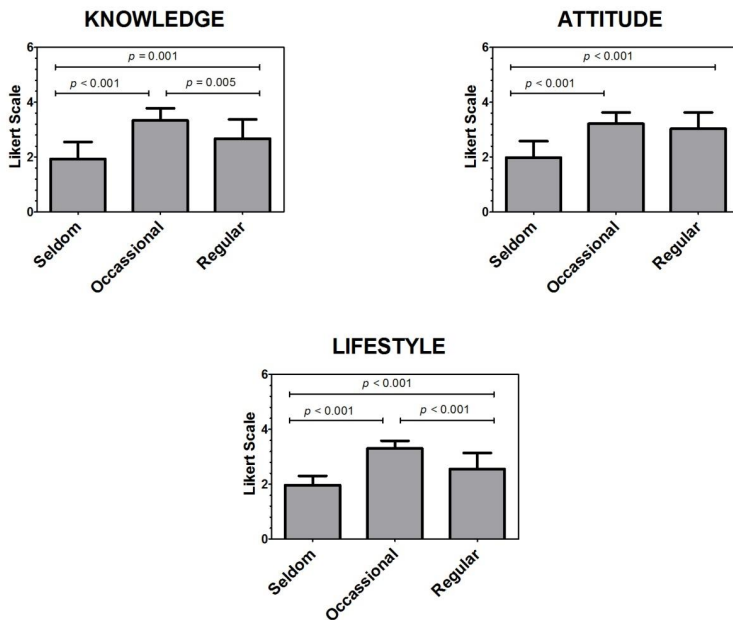 KNOWLEDGE
Likert Scale
6
4
2
0
p = 0.001
p < 0.001
p = 0.005
Seldom
Occassional
Regular
ATTITUDE
Likert Scale
6
4
2
0
p < 0.001
p < 0.001
Seldom
Occassional
Regular
LIFESTYLE
Likert Scale
6
4
2
0
p < 0.001
p < 0.001
p < 0.001
Seldom
Occassional
Regular